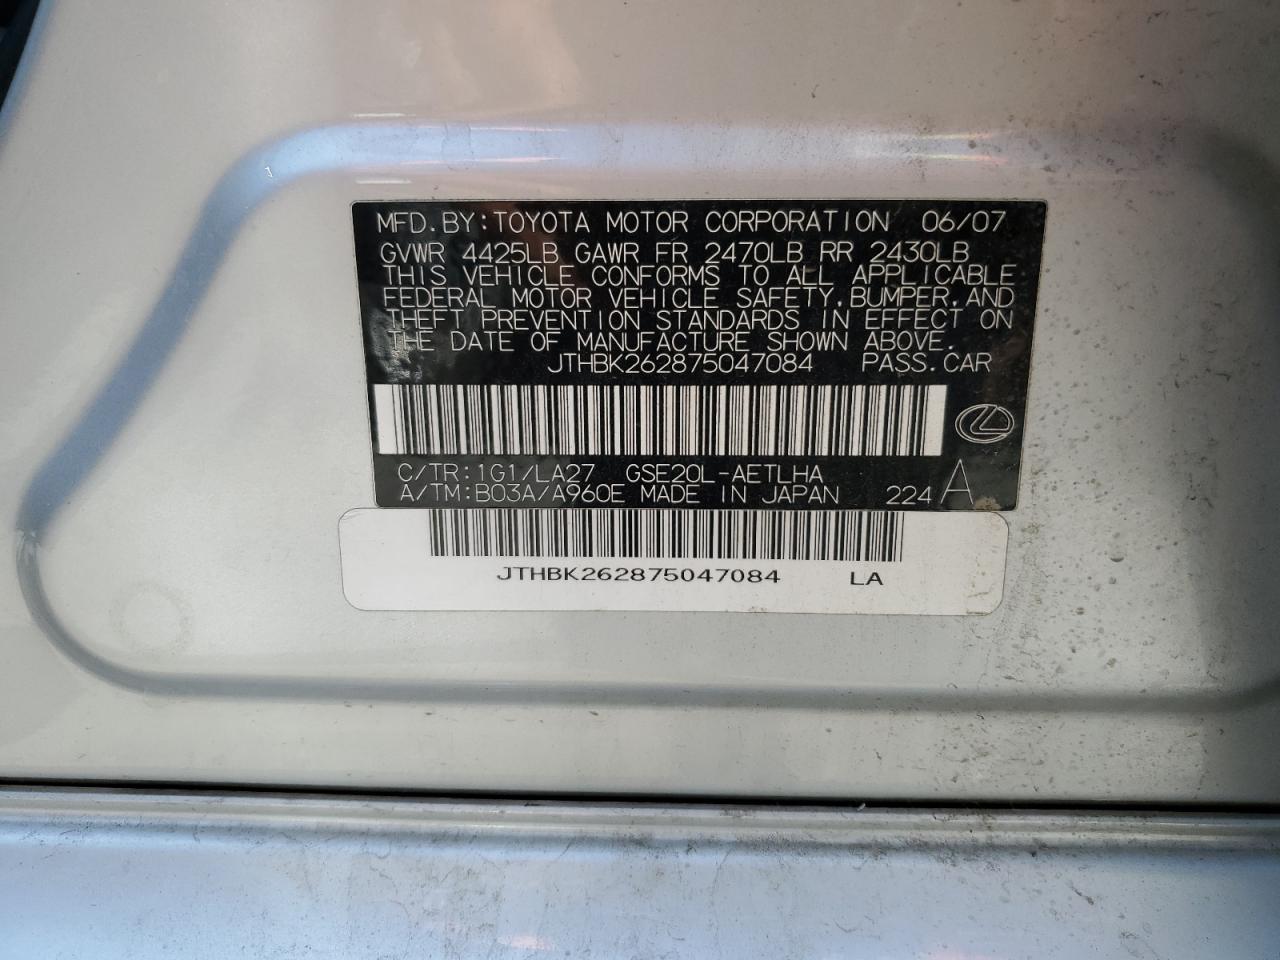 MFD.BY:TOYOTA MOTOR CORPORATION 06/07
GVWR 4425LB GAWR FR 2470LB RR 2430LB
THIS VEHICLE CONFORMS TO ALL APPLICABLE
FEDERAL MOTOR VEHICLE SAFETY,BUMPER,AND
THEFT PREVENTION STANDARDS IN EFFECT ON
THE DATE OF MANUFACTURE SHOWN ABOVE.
JTHBK262875047084 PASS.CAR
C/TR:1G1/LA27 GSE20L-AETLHA
A/TM:B03A/A960E MADE IN JAPAN 224 A
JTHBK262875047084 LA